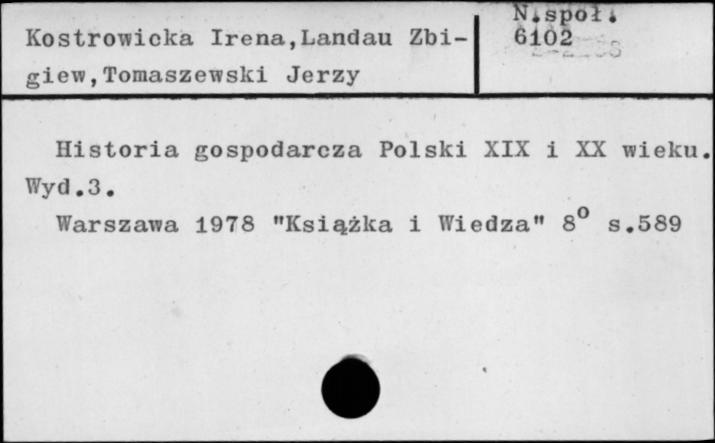 Kostrowicka Irena,Landau Zbi-
giew,Tomaszewski Jerzy
N.społ.
6102
Historia gospodarcza Polski XIX i XX wieku.
Wyd.3.
Warszawa 1978 "Książka i Wiedza" 8° s.589